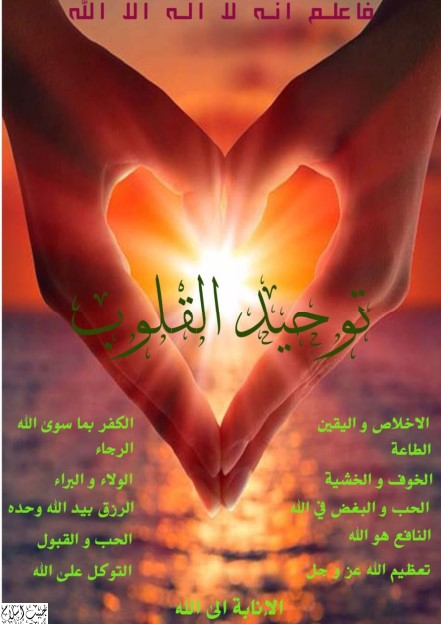 فاعلم انه لا اله الا الله
توحيد القلوب
الاخلاص و اليقين
الطاعة
الخوف و الخشية
الحب و البغض في الله
النافع هو الله
تعظيم الله عز و جل
الكفر بما سوى الله
الرجاء
الولاء و البراء
الرزق بيد الله وحده
الحب و القبول
التوكل على الله
الانابة الى الله